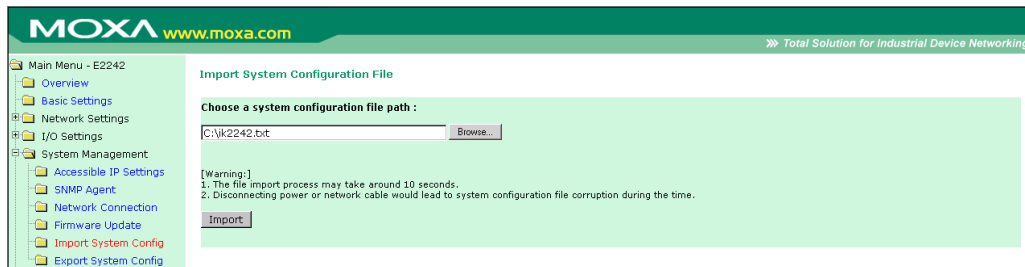 MOXA www.moxa.com
Total Solution for Industrial Device Networking
Main Menu - E2242
Overview
Basic Settings
Network Settings
I/O Settings
System Management
Accessible IP Settings
SNMP Agent
Network Connection
Firmware Update
Import System Config
Export System Config
Import System Configuration File
Choose a system configuration file path :
C:\ik2242.txt Browse...
[Warning:]
1. The file import process may take around 10 seconds.
2. Disconnecting power or network cable would lead to system configuration file corruption during the time.
Import